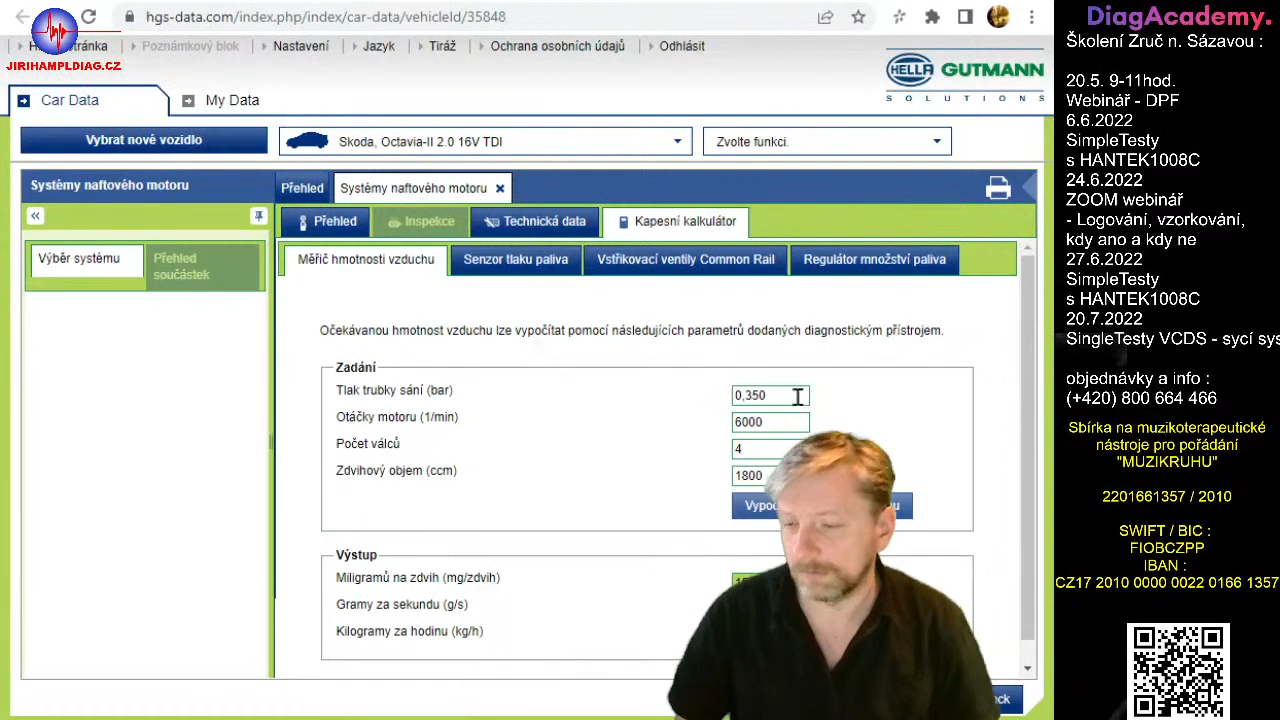 hgs-data.com/index.php/index/car-data/vehicleId/35848
Poznámkový blok
Nastavení
Jazyk
Tiráž
Ochrana osobních údajů
Odhlásit
JIRIHAMPLDIAG.CZ
HELLA GUTMANN
SOLUTIONS
Car Data
My Data
Vybrat nové vozidlo
Skoda, Octavia-II 2.0 16V TDI
Zvolte funkci.
Systémy naftového motoru
Přehled
Systémy naftového motoru
Přehled
Inspekce
Technická data
Kapesní kalkulátor
Výběr systému
Přehled
součástek
Měřič hmotnosti vzduchu
Senzor tlaku paliva
Vstřikovací ventily Common Rail
Regulátor množství paliva
Očekávanou hmotnost vzduchu lze vypočítat pomocí následujících parametrů dodaných diagnostickým přístrojem.
Zadání
Tlak trubky sání (bar)
0,350
Otáčky motoru (1/min)
6000
Počet válců
4
Zdvihový objem (ccm)
1800
Výstup
Miligramů na zdvih (mg/zdvih)
Gramy za sekundu (g/s)
Kilogramy za hodinu (kg/h)
DiagAcademy.
Školení Zruč n. Sázavou :
20.5. 9-11hod.
Webinář - DPF
6.6.2022
SimpleTesty
s HANTEK1008C
24.6.2022
ZOOM webinář
- Logování, vzorkování,
kdy ano a kdy ne
27.6.2022
SimpleTesty
s HANTEK1008C
20.7.2022
SingleTesty VCDS - sycí sys
objednávky a info :
(+420) 800 664 466
Sbírka na muzikoterapeutické
nástroje pro pořádání
"MUZIKRUHU"
2201661357 / 2010
SWIFT / BIC :
FIOBCZPP
IBAN :
CZ17 2010 0000 0022 0166 1357